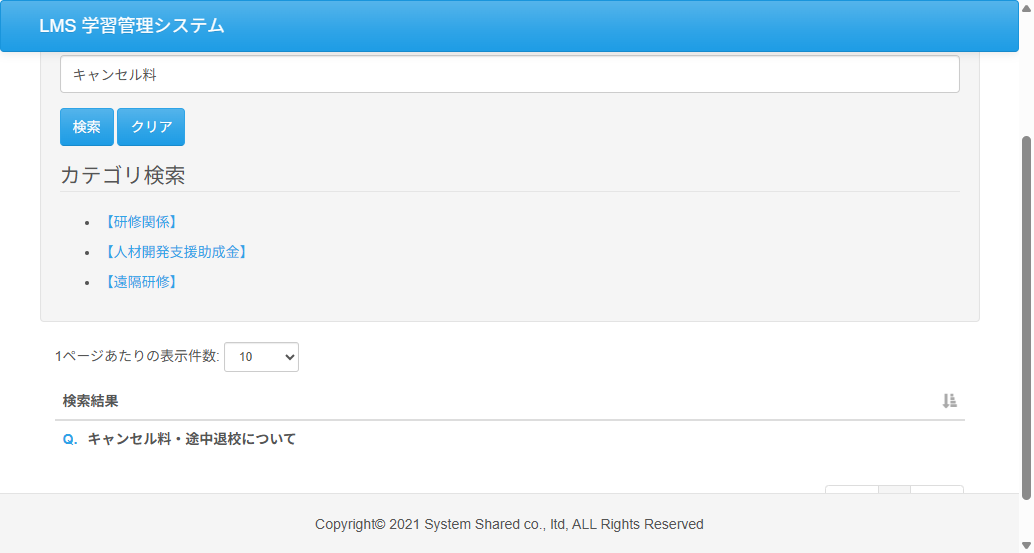 LMS 学習管理システム
キャンセル料
検索 クリア
カテゴリ検索
【研修関係】
【人材開発支援助成金】
【遠隔研修】
1ページあたりの表示件数: 10
検索結果
Q. キャンセル料・途中退校について
Copyright© 2021 System Shared co., ltd, ALL Rights Reserved